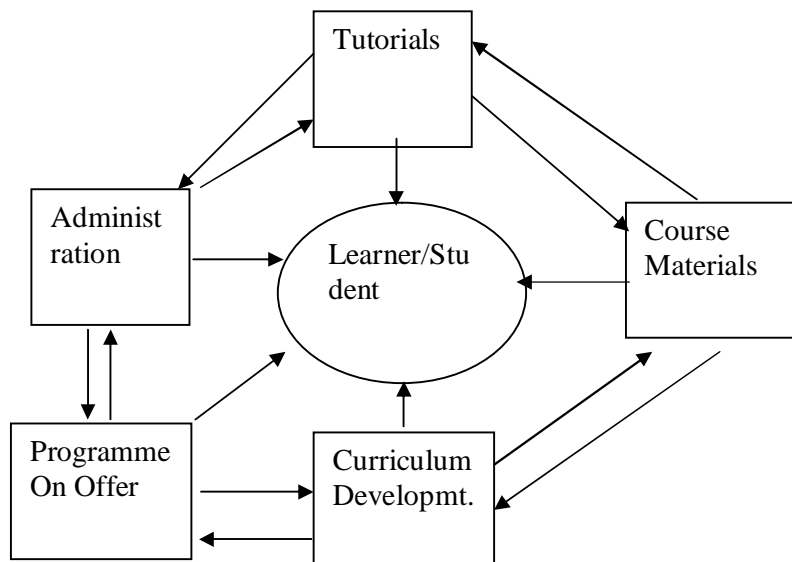 Tutorials
Administ
ration
Learner/Stu
dent
Course
Materials
Programme
On Offer
Curriculum
Developmt.